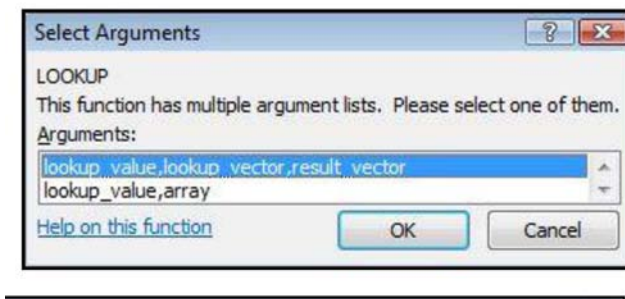 Select Arguments
LOOKUP
This function has multiple argument lists. Please select one of them.
Arguments:
lookup_value,lookup_vector,result_vector
lookup_value,array
Help on this function
OK
Cancel